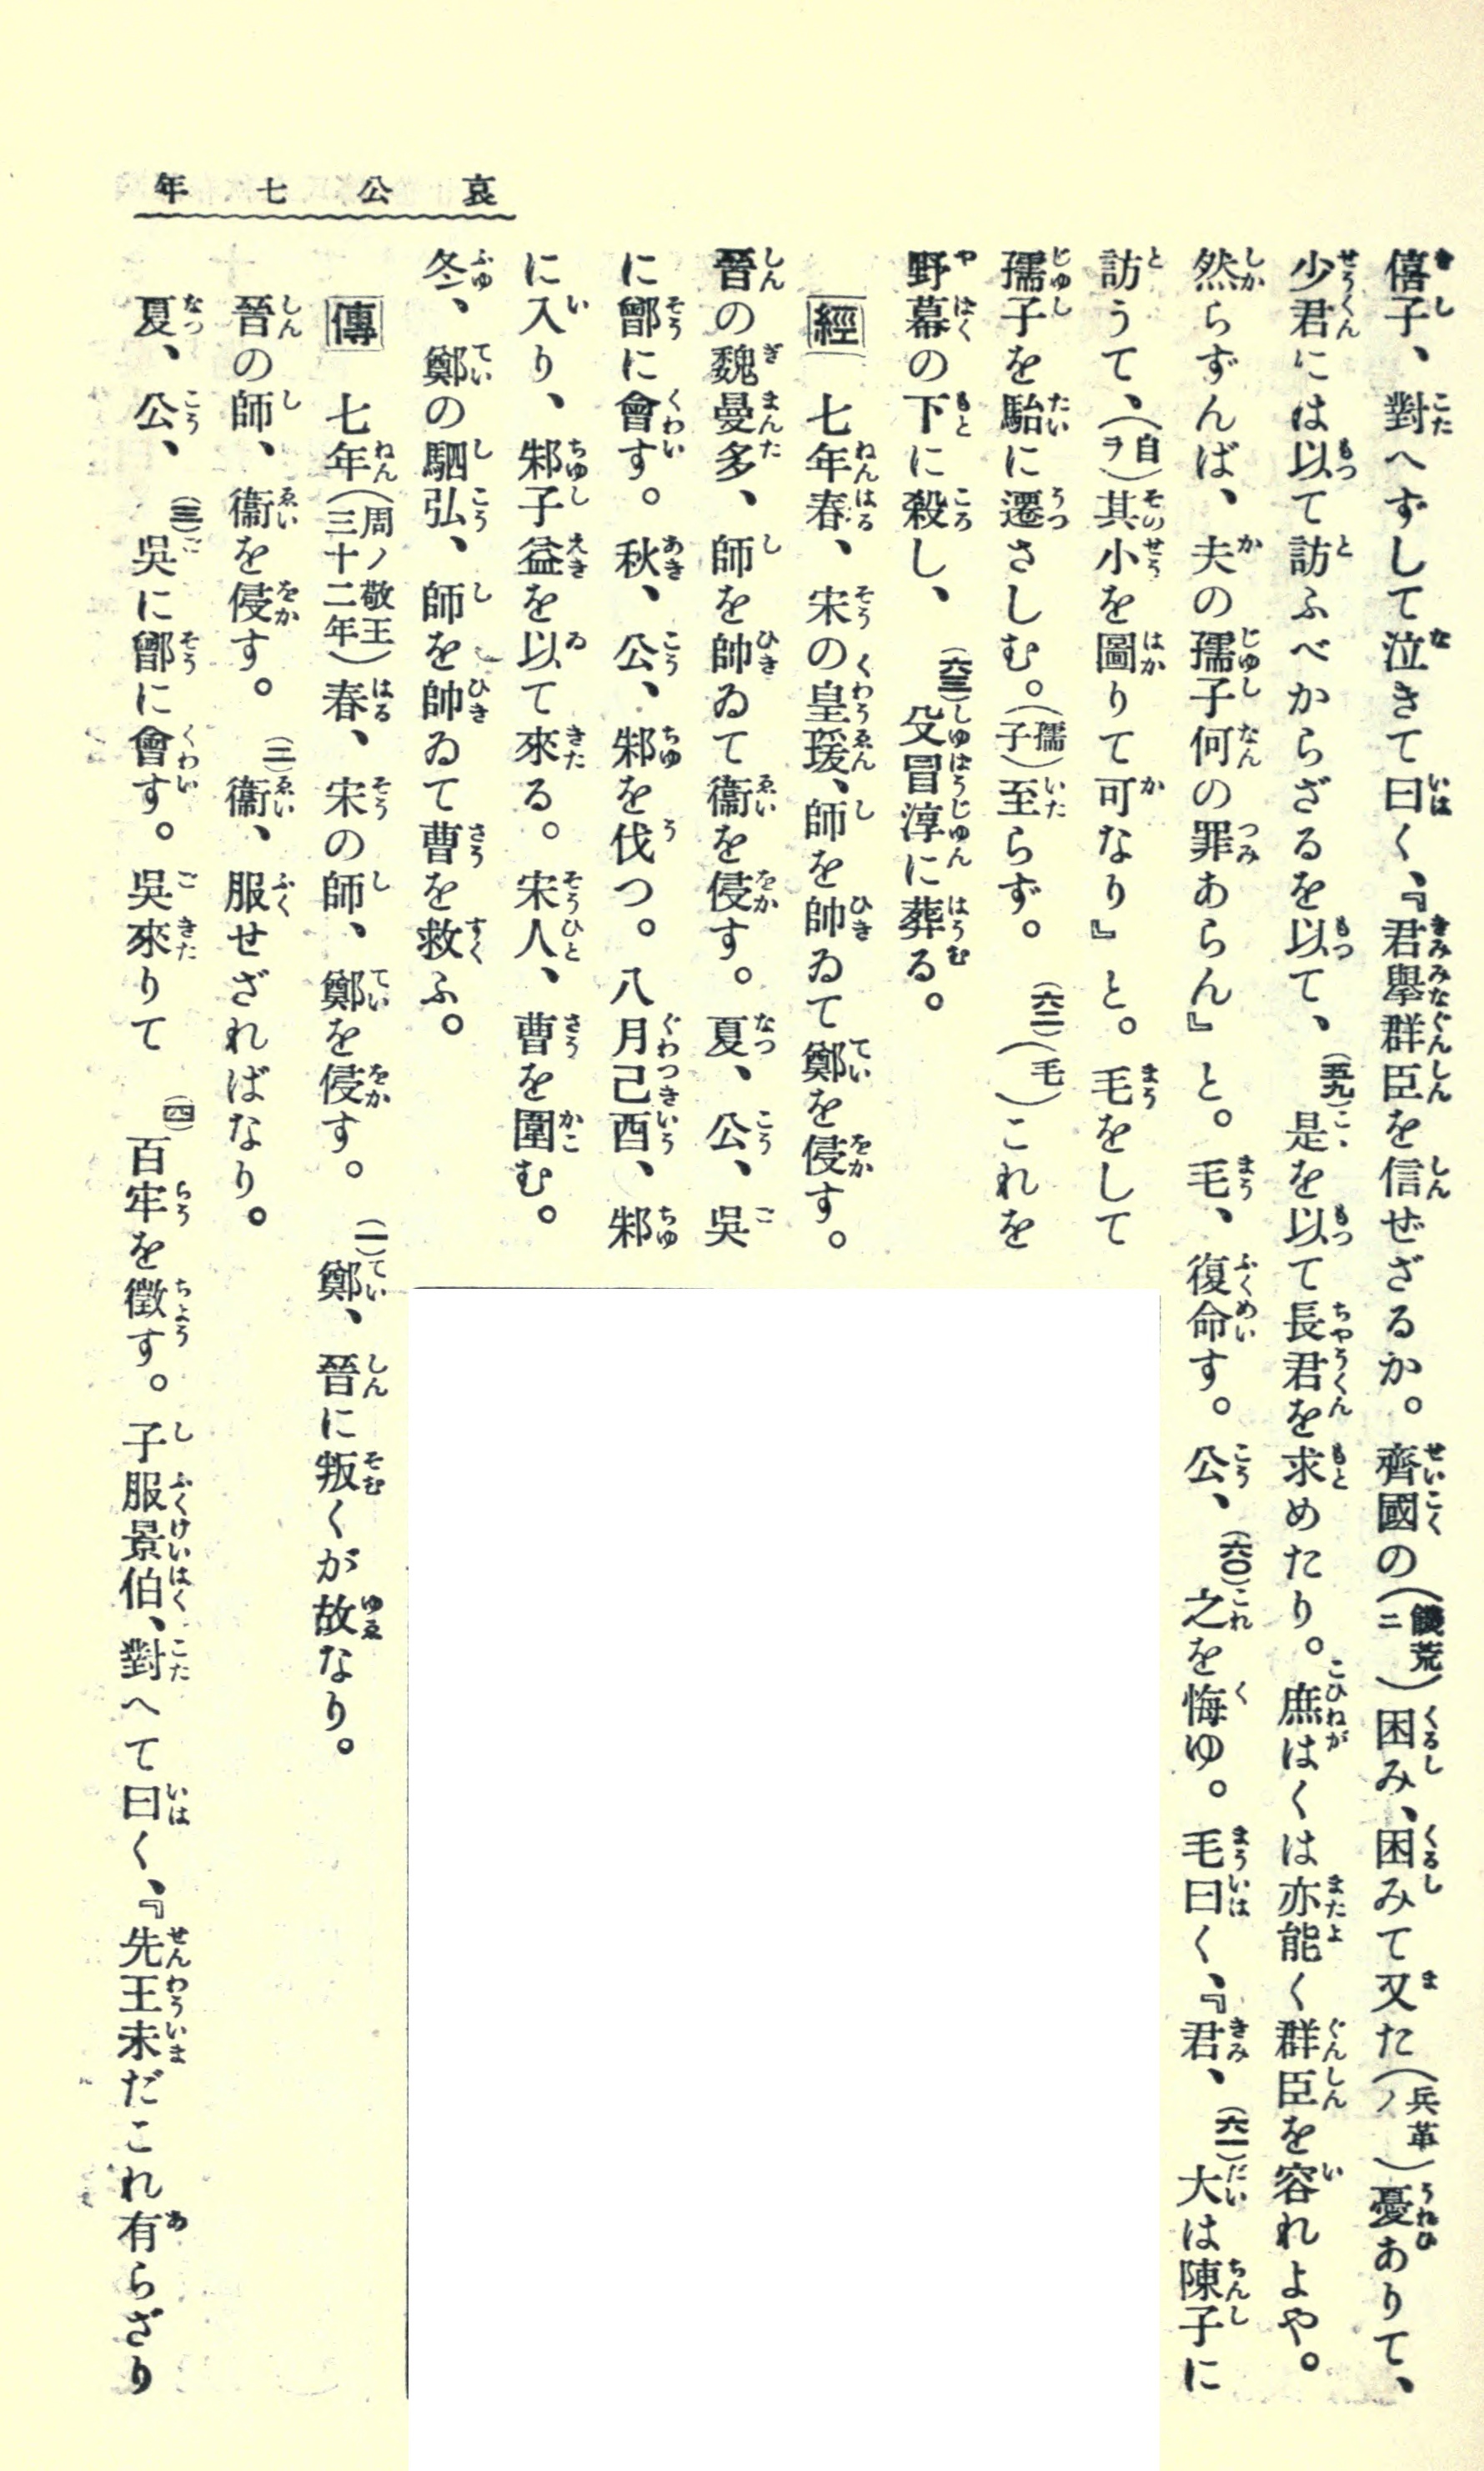 哀公七年
僖子、對へずして泣きて曰く、『君擧群臣を信ぜざるか。齊國の(饑荒ニ)困み、困みて又た(兵革ノ)憂ありて、
少君には以て訪ふべからざるを以て、(五九)是を以て長君を求めたり。庶はくは亦能く群臣を容れよや。
然らずんば、夫の孺子何の罪あらん』と。毛、復命す。公、(六〇)之を悔ゆ。毛曰く、『君、(六一)大は陳子に
訪うて、(自ヲ)其小を圖りて可なり』と。毛をして
孺子を駘に遷さしむ。(孺子)至らず。(六二)(毛)これを
野幕の下に殺し、(六三)殳冒淳に葬る。
經 七年春、宋の皇瑗、師を帥ゐて鄭を侵す。
晉の魏曼多、師を帥ゐて衞を侵す。夏、公、吳
に鄫に會す。秋、公、邾を伐つ。八月己酉、邾
に入り、邾子益を以て來る。宋人、曹を圍む。
冬、鄭の駟弘、師を帥ゐて曹を救ふ。
傳 七年(周ノ敬王三十二年)春、宋の師、鄭を侵す。(一)鄭、晉に叛くが故なり。
晉の師、衞を侵す。(二)衞、服せざればなり。
夏、公、(三)吳に鄫に會す。吳來りて(四)百牢を徵す。子服景伯、對へて曰く、『先王未だこれ有らざり